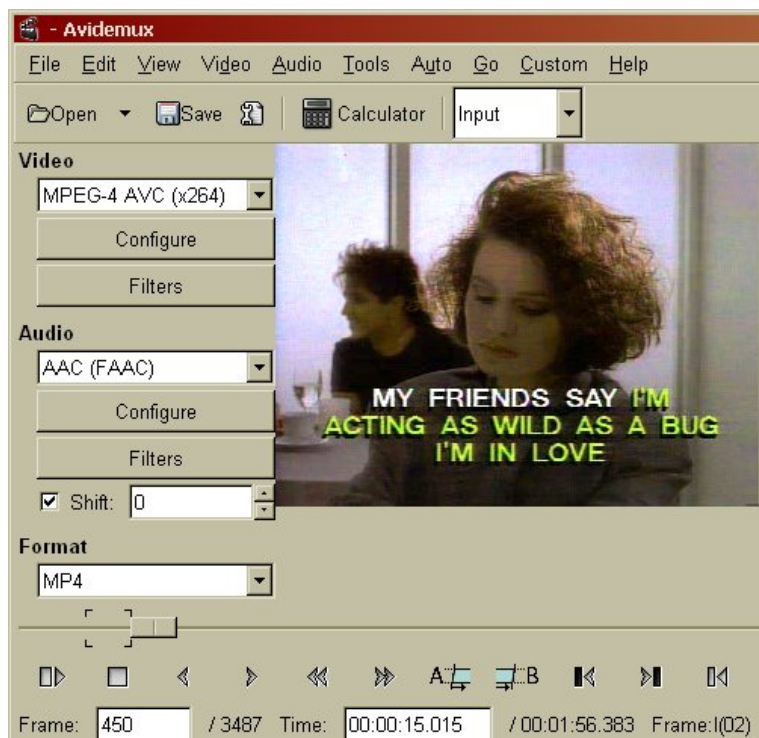 - Avidemux
File Edit View Video Audio Tools Auto Go Custom Help
Open Save Calculator Input
Video
MPEG-4 AVC (x264)
Configure
Filters
Audio
AAC (FAAC)
Configure
Filters
Shift: 0
Format
MP4
MY FRIENDS SAY I'M
ACTING AS WILD AS A BUG
I'M IN LOVE
A B
Frame: 450 / 3487 Time: 00:00:15.015 / 00:01:56.383 Frame:I(02)